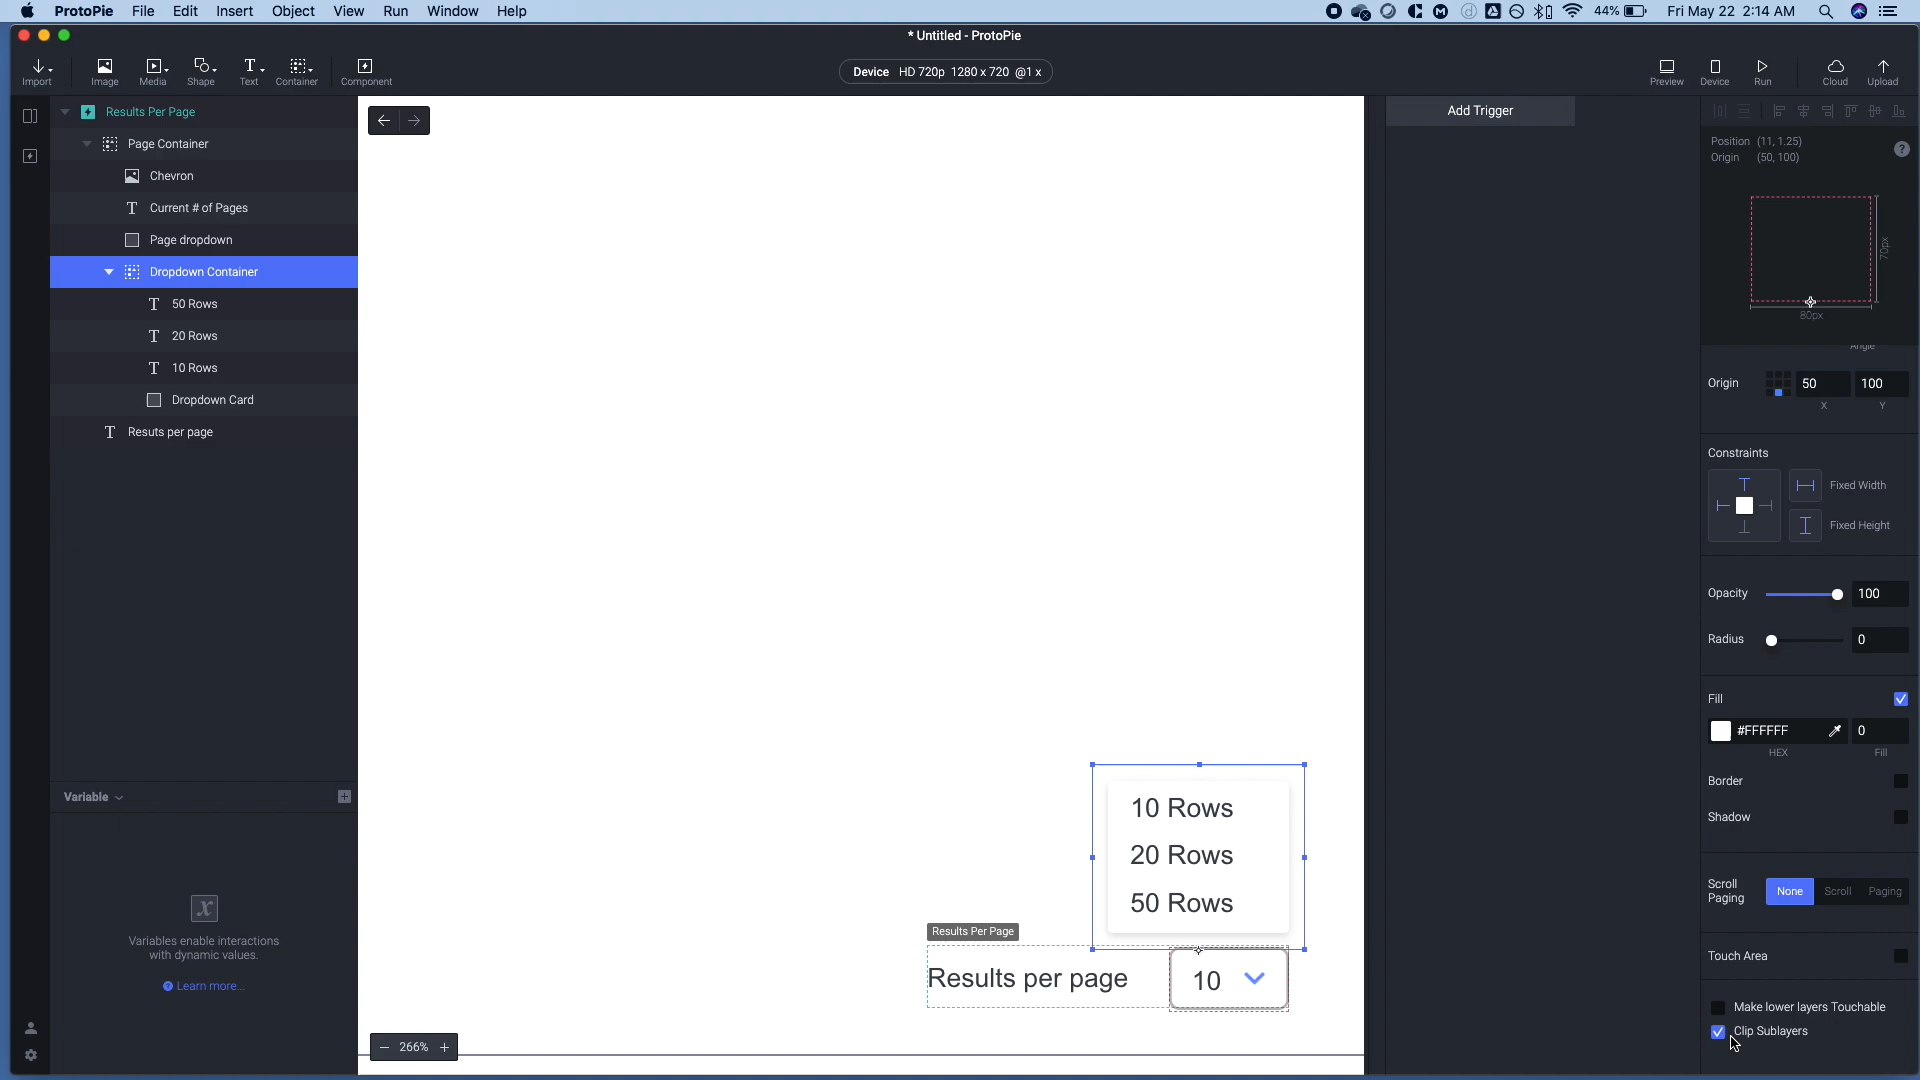 ProtoPie File Edit Insert Object View Run Window Help
44% Fri May 22 2:14 AM
* Untitled - ProtoPie
Import Image Media Shape Text Container Component
Device HD 720p 1280 x 720 @1 x
Preview Device Run Cloud Upload
Results Per Page
Page Container
Chevron
Current # of Pages
Page dropdown
Dropdown Container
50 Rows
20 Rows
10 Rows
Dropdown Card
Resuts per page
Variable
Variables enable interactions
with dynamic values.
Learn more...
10 Rows
20 Rows
50 Rows
Results Per Page
Results per page 10
266%
Add Trigger
Position (11, 1.25)
Origin (50, 100)
70px
80px
Angle
Origin 50 100
X Y
Constraints
Fixed Width
Fixed Height
Opacity 100
Radius 0
Fill
#FFFFFF 0
HEX Fill
Border
Shadow
Scroll
Paging
None Scroll Paging
Touch Area
Make lower layers Touchable
Clip Sublayers